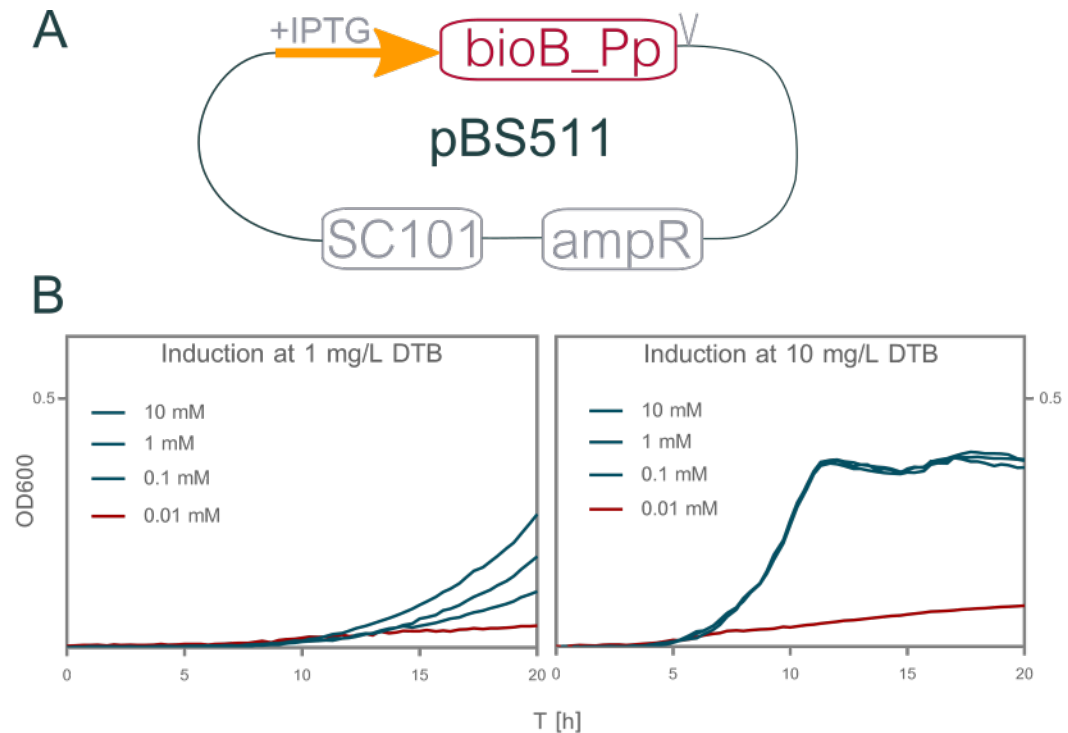 A
+IPTG
bioB_Pp
V
pBS511
SC101
ampR
B
Induction at 1 mg/L DTB
Induction at 10 mg/L DTB
0.5
10 mM
1 mM
0.1 mM
0.01 mM
10 mM
1 mM
0.1 mM
0.01 mM
0.5
OD600
0 5 10 15 20
0 5 10 15 20
T [h]